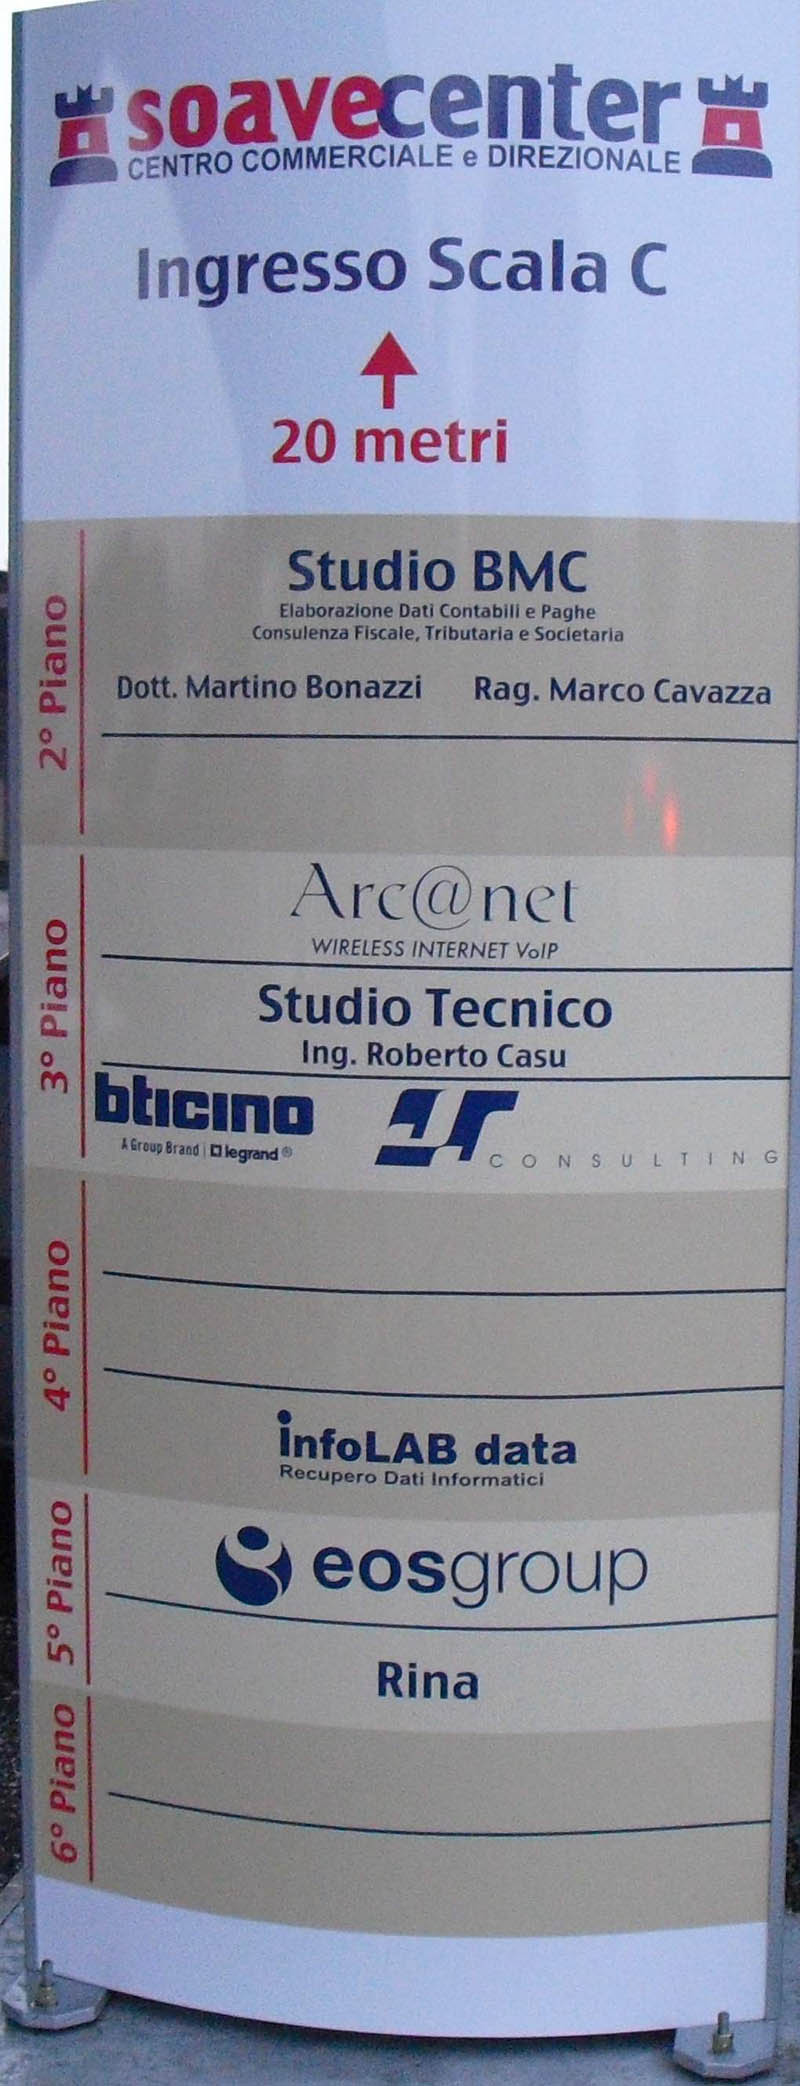 soavecenter
CENTRO COMMERCIALE e DIREZIONALE
Ingresso Scala C
20 metri
2° Piano
Studio BMC
Elaborazione Dati Contabili e Paghe
Consulenza Fiscale, Tributaria e Societaria
Dott. Martino Bonazzi Rag. Marco Cavazza
3° Piano
Arc@net
WIRELESS INTERNET VoIP
Studio Tecnico
Ing. Roberto Casu
bticino
A Group Brand | legrand®
CONSULTING
4° Piano
infoLAB data
Recupero Dati Informatici
5° Piano
eosgroup
Rina
6° Piano